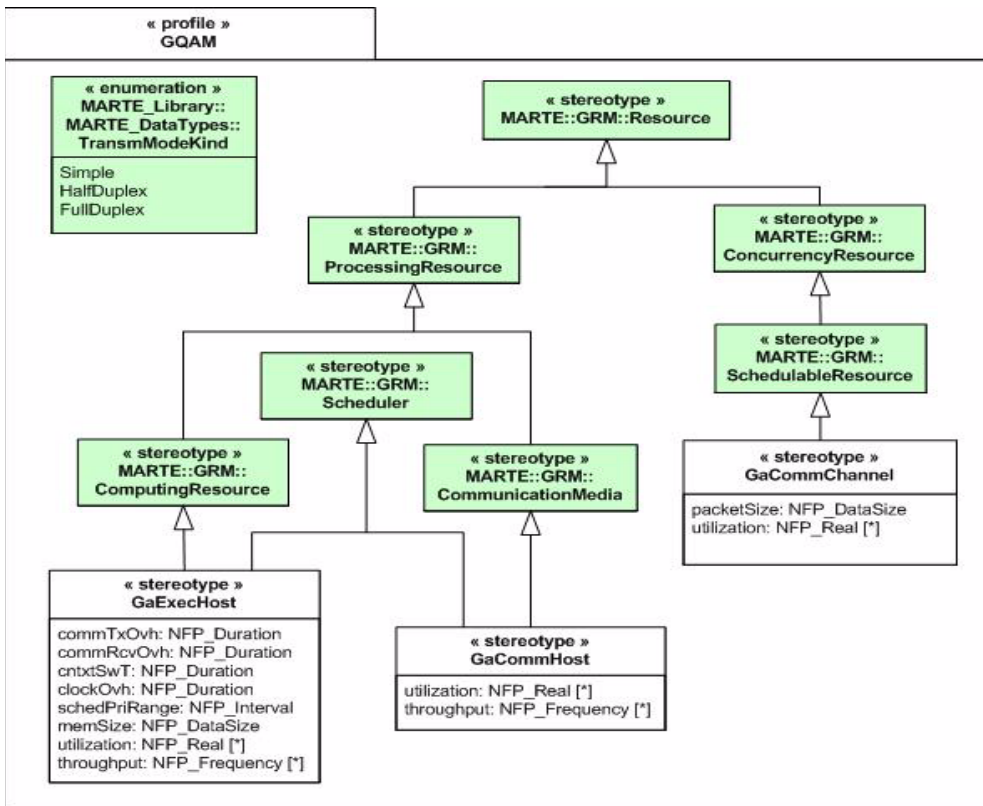 « profile »
GQAM
« enumeration »
MARTE_Library::
MARTE_DataTypes::
TransmModeKind
Simple
HalfDuplex
FullDuplex
« stereotype »
MARTE::GRM::Resource
« stereotype »
MARTE::GRM::
ProcessingResource
« stereotype »
MARTE::GRM::
ConcurrencyResource
« stereotype »
MARTE::GRM::
Scheduler
« stereotype »
MARTE::GRM::
SchedulableResource
« stereotype »
MARTE::GRM::
ComputingResource
« stereotype »
MARTE::GRM::
CommunicationMedia
« stereotype »
GaCommChannel
packetSize: NFP_DataSize
utilization: NFP_Real [*]
« stereotype »
GaExecHost
commTxOvh: NFP_Duration
commRcvOvh: NFP_Duration
cntxtSwT: NFP_Duration
clockOvh: NFP_Duration
schedPriRange: NFP_Interval
memSize: NFP_DataSize
utilization: NFP_Real [*]
throughput: NFP_Frequency [*]
« stereotype »
GaCommHost
utilization: NFP_Real [*]
throughput: NFP_Frequency [*]